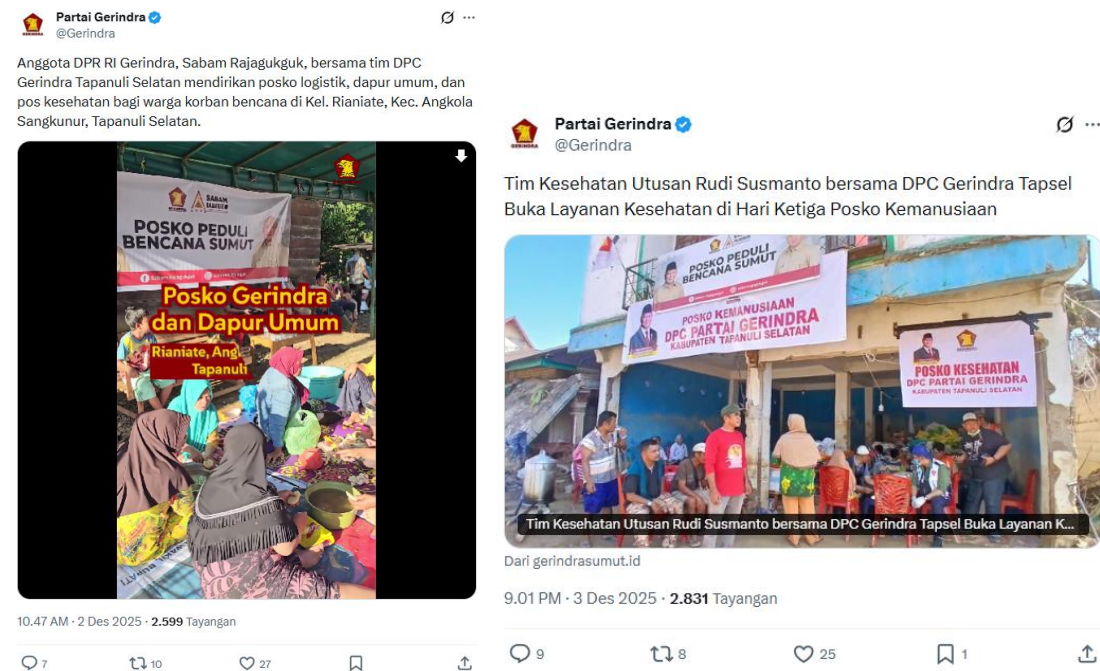 Partai Gerindra
@Gerindra
Anggota DPR RI Gerindra, Sabam Rajagukguk, bersama tim DPC
Gerindra Tapanuli Selatan mendirikan posko logistik, dapur umum, dan
pos kesehatan bagi warga korban bencana di Kel. Rianiate, Kec. Angkola
Sangkunur, Tapanuli Selatan.
GERINDRA
SABAM
POSKO PEDULI
BENCANA SUMUT
Posko Gerindra
dan Dapur Umum
Rianiate, Ang.
Tapanuli
WAKIL BUPATI
10.47 AM · 2 Des 2025 · 2.599 Tayangan
7
10
27
Partai Gerindra
@Gerindra
GERINDRA
Tim Kesehatan Utusan Rudi Susmanto bersama DPC Gerindra Tapsel
Buka Layanan Kesehatan di Hari Ketiga Posko Kemanusiaan
POSKO PEDULI
BENCANA SUMUT
POSKO KEMANUSIAAN
DPC PARTAI GERINDRA
KABUPATEN TAPANULI SELATAN
POSKO KESEHATAN
DPC PARTAI GERINDRA
KABUPATEN TAPANULI SELATAN
Tim Kesehatan Utusan Rudi Susmanto bersama DPC Gerindra Tapsel Buka Layanan K...
Dari gerindrasumut.id
9.01 PM · 3 Des 2025 · 2.831 Tayangan
9
8
25
1